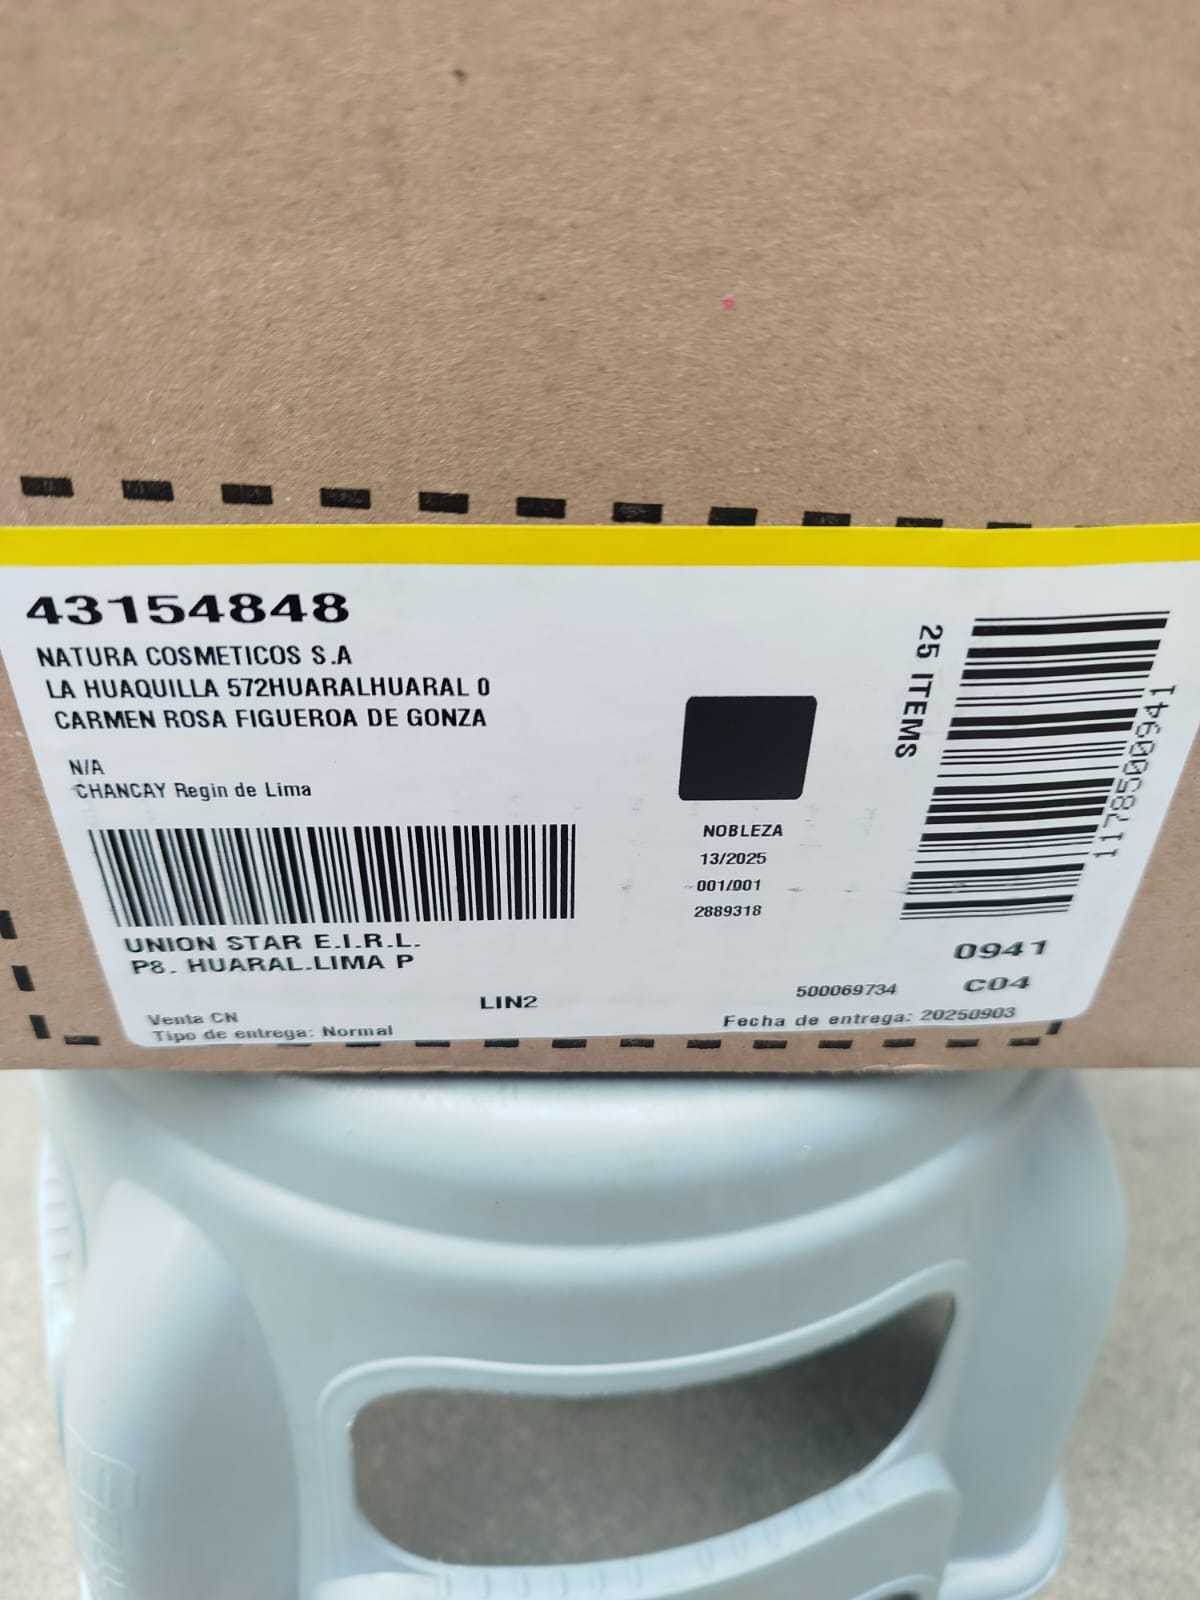 43154848
NATURA COSMETICOS S.A
LA HUAQUILLA 572HUARALHUARAL 0
CARMEN ROSA FIGUEROA DE GONZA
N/A
CHANCAY Regin de Lima
UNION STAR E.I.R.L.
P8. HUARAL.LIMA P
LIN2
Venta CN
Tipo de entrega: Normal
NOBLEZA
13/2025
001/001
2889318
25 ITEMS
1178500941
0941
C04
500069734
Fecha de entrega: 20250903